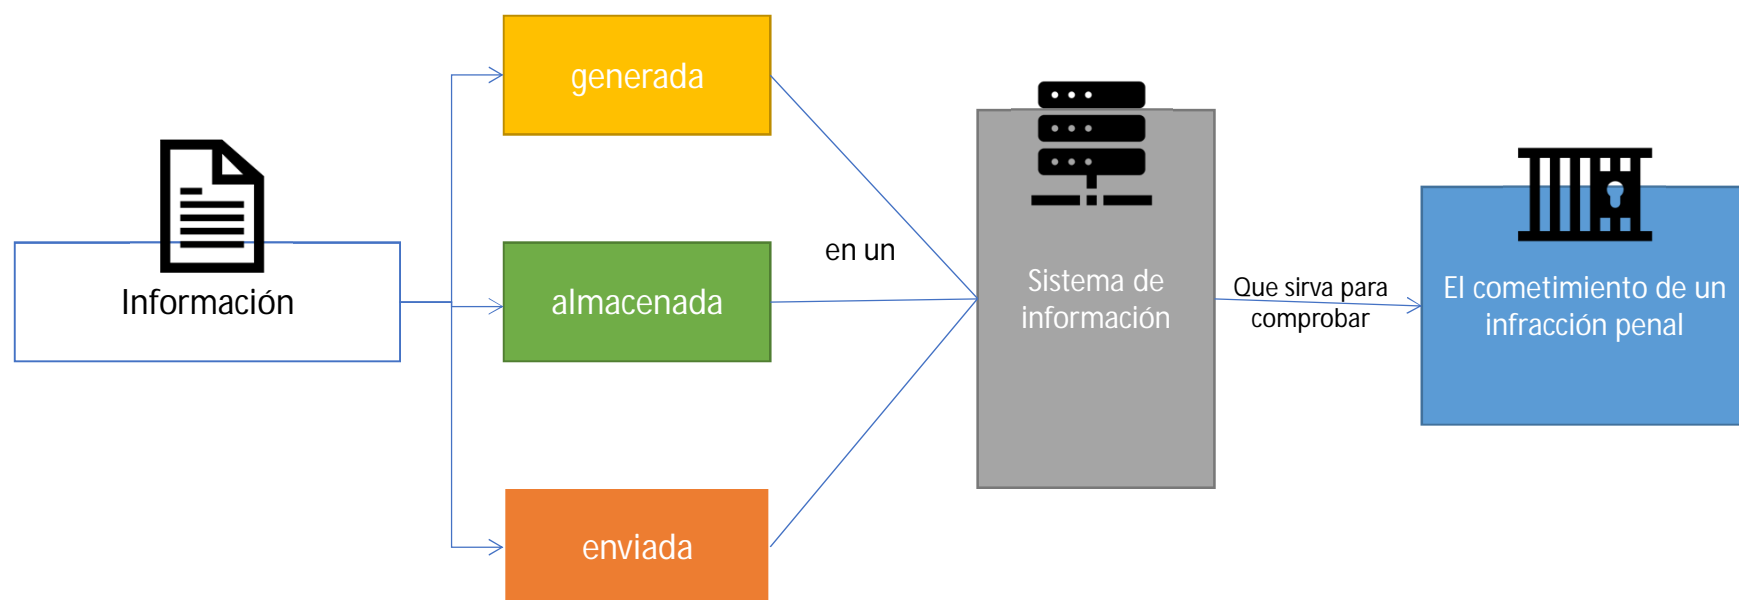 Información
generada
almacenada
enviada
en un
Sistema de
información
Que sirva para
comprobar
El cometimiento de un
infracción penal